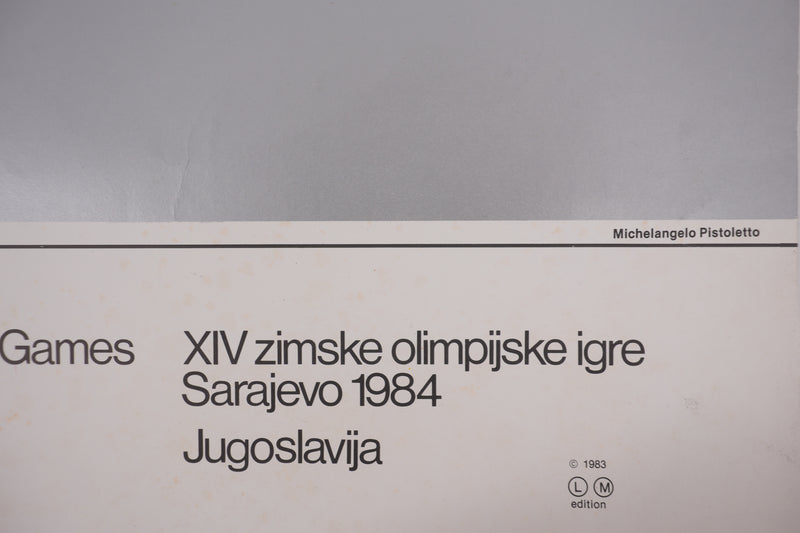 Michelangelo Pistoletto
Games
XIV zimske olimpijske igre
Sarajevo 1984
Jugoslavija
© 1983
L M
edition